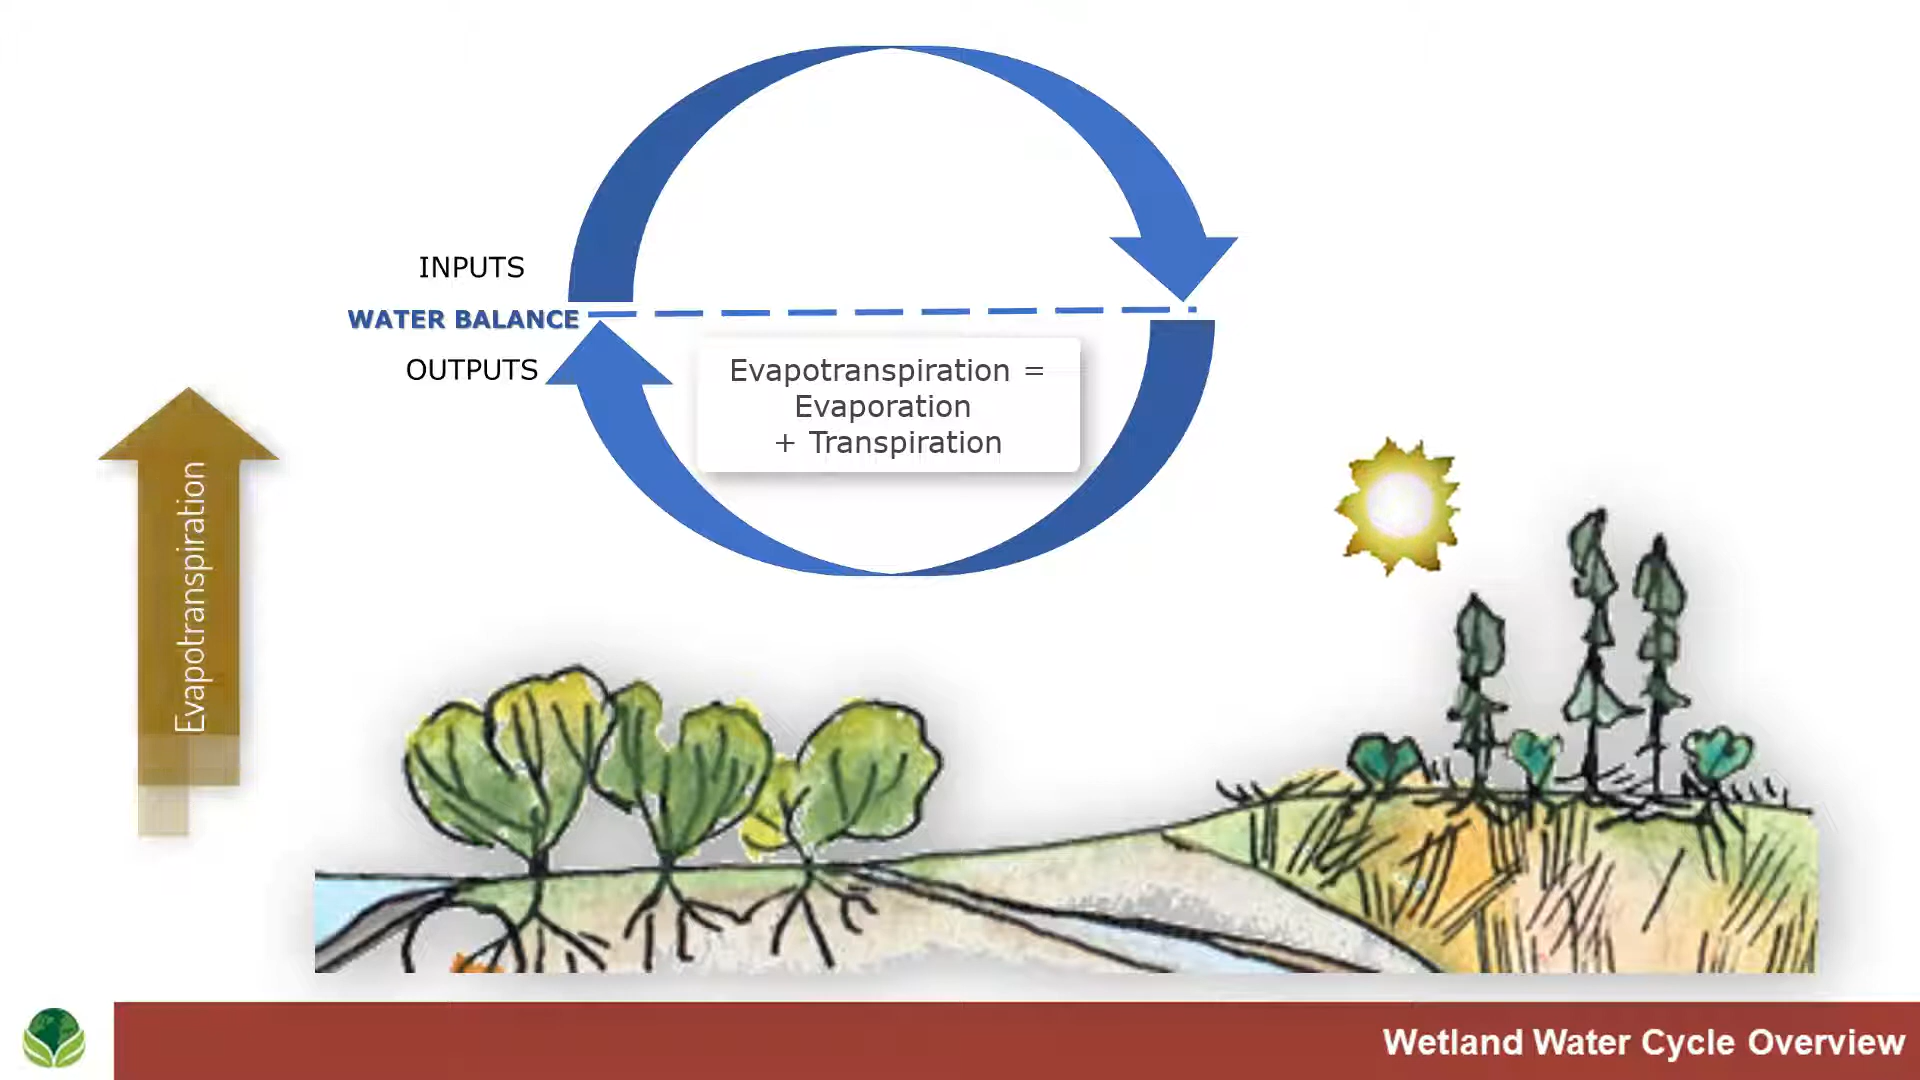 INPUTS
WATER BALANCE
OUTPUTS
Evapotranspiration =
Evaporation
+ Transpiration
Evapotranspiration
Wetland Water Cycle Overview